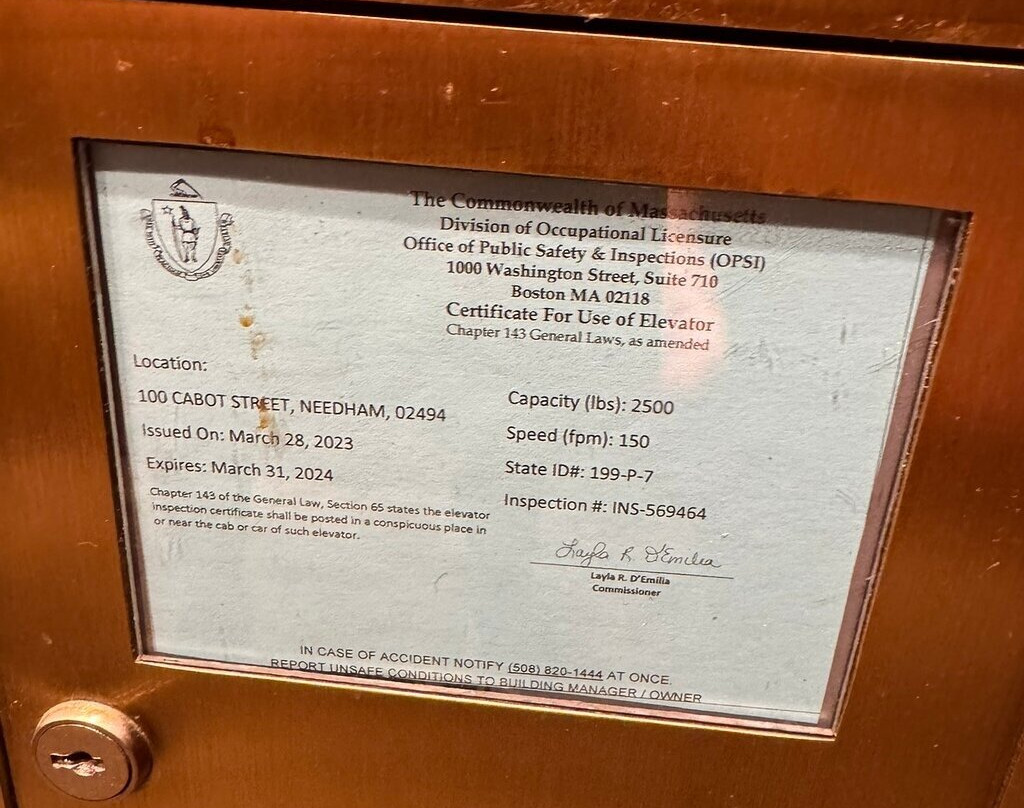 The Commonwealth of Massachusetts
Division of Occupational Licensure
Office of Public Safety & Inspections (OPSI)
1000 Washington Street, Suite 710
Boston MA 02118
Certificate For Use of Elevator
Chapter 143 General Laws, as amended
Location:
100 CABOT STREET, NEEDHAM, 02494
Issued On: March 28, 2023
Expires: March 31, 2024
Chapter 143 of the General Law, Section 65 states the elevator
inspection certificate shall be posted in a conspicuous place in
or near the cab or car of such elevator.
Capacity (lbs): 2500
Speed (fpm): 150
State ID#: 199-P-7
Inspection #: INS-569464
Layla R. D'Emilia
Layla R. D'Emilia
Commissioner
IN CASE OF ACCIDENT NOTIFY (508) 820-1444 AT ONCE.
REPORT UNSAFE CONDITIONS TO BUILDING MANAGER / OWNER